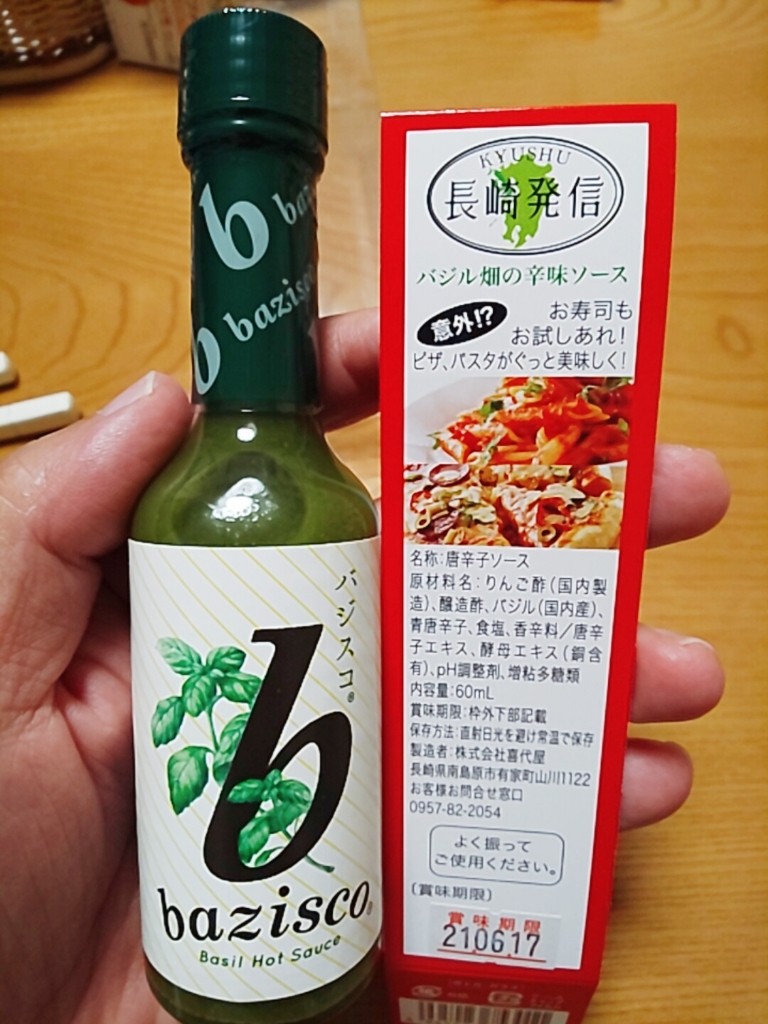 b
bazisco
b
バジスコ®
b
bazisco®
Basil Hot Sauce
KYUSHU
長崎発信
バジル畑の辛味ソース
意外!?
お寿司も
お試しあれ!
ピザ、パスタがぐっと美味しく!
名称:唐辛子ソース
原材料名:りんご酢(国内製
造)、醸造酢、バジル(国内産)、
青唐辛子、食塩、香辛料/唐辛
子エキス、酵母エキス(銅含
有)、pH調整剤、増粘多糖類
内容量:60mL
賞味期限:枠外下部記載
保存方法:直射日光を避け常温で保存
製造者:株式会社喜代屋
長崎県南島原市有家町山川1122
お客様お問合せ窓口
0957-82-2054
よく振って
ご使用ください。
〔賞味期限〕
賞味期限
210617